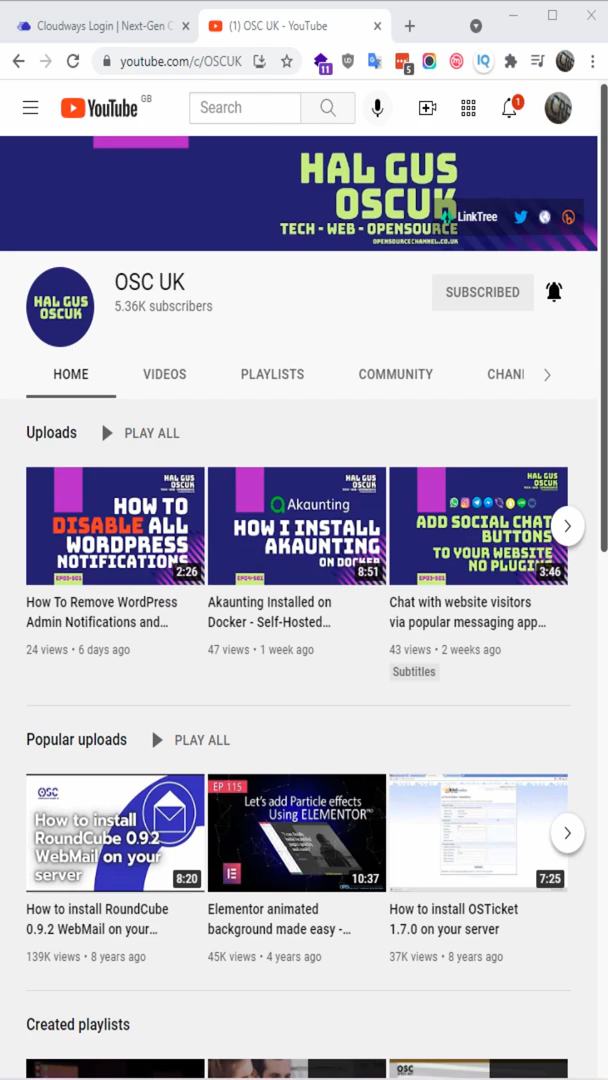 Cloudways Login | Next-Gen C
(1) OSC UK - YouTube
youtube.com/c/OSCUK
11
5
IQ
YouTube GB
Search
1
HAL GUS
OSCUK
LinkTree
TECH - WEB - OPENSOURCE
OPENSOURCECHANNEL.CO.UK
HAL GUS
OSCUK
OSC UK
5.36K subscribers
SUBSCRIBED
HOME VIDEOS PLAYLISTS COMMUNITY CHAN
Uploads PLAY ALL
HAL GUS
OSCUK
HOW TO
DISABLE ALL
WORDPRESS
NOTIFICATIONS
EP03-S01
2:26
HAL GUS
OSCUK
Akaunting
HOW I INSTALL
AKAUNTING
ON DOCKER
EP04-S01
8:51
HAL GUS
OSCUK
ADD SOCIAL CHAT
BUTTONS
TO YOUR WEBSITE
NO PLUGIN
EP03-S01
3:46
How To Remove WordPress
Admin Notifications and...
24 views • 6 days ago
Akaunting Installed on
Docker - Self-Hosted...
47 views • 1 week ago
Chat with website visitors
via popular messaging app...
43 views • 2 weeks ago
Subtitles
Popular uploads PLAY ALL
OSC
How to install
RoundCube 0.9.2
WebMail on your
server
8:20
EP 115
Let's add Particle effects
Using ELEMENTOR PRO
10:37
7:25
How to install RoundCube
0.9.2 WebMail on your...
139K views • 8 years ago
Elementor animated
background made easy -...
45K views • 4 years ago
How to install OSTicket
1.7.0 on your server
37K views • 8 years ago
Created playlists
OSC